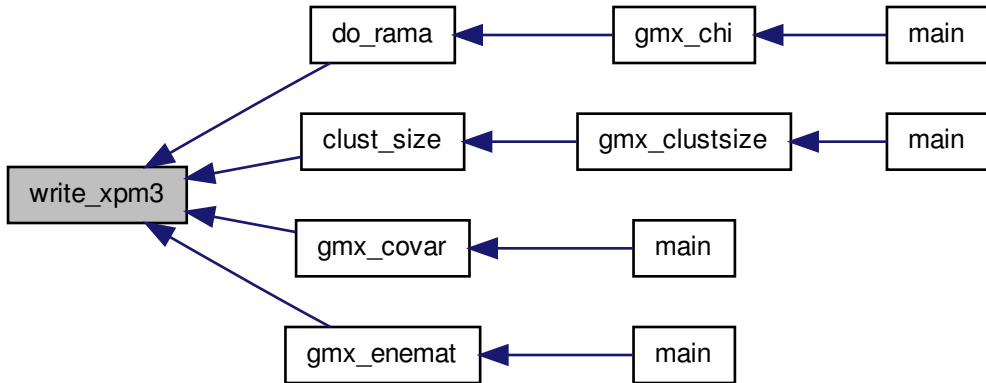 do_rama
gmx_chi
main
clust_size
gmx_clustsize
main
write_xpm3
gmx_covar
main
gmx_enemat
main